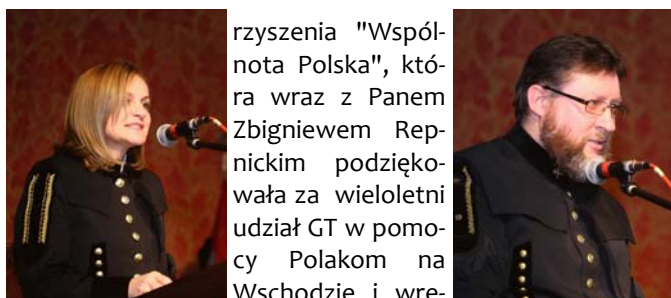 rzyszenia "Wspól-
nota Polska", któ-
ra wraz z Panem
Zbigniewem Rep-
nickim podzięko-
wała za wieloletni
udział GT w pomo-
cy Polakom na
Wschodzie i wrę-